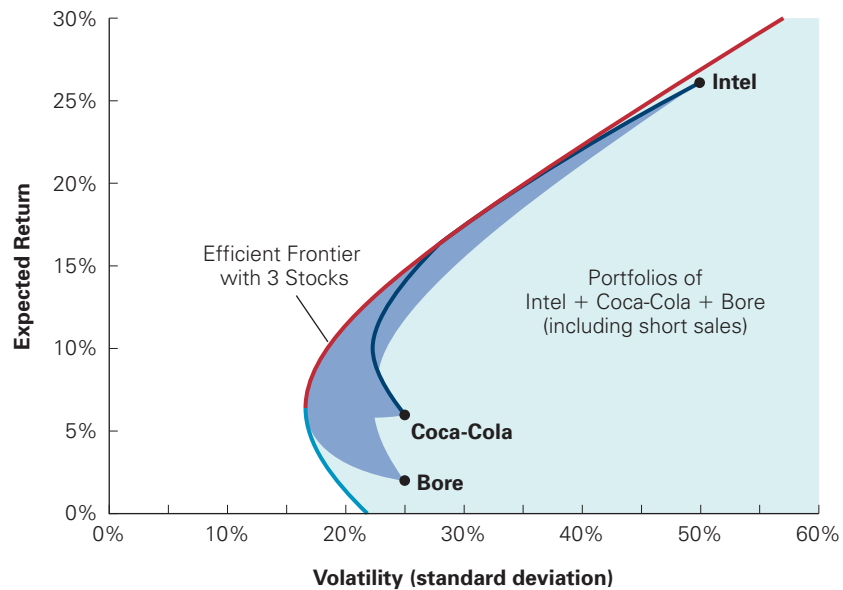 30%
25%
20%
15%
10%
5%
0%
Expected Return
Intel
Efficient Frontier
with 3 Stocks
Portfolios of
Intel + Coca-Cola + Bore
(including short sales)
Coca-Cola
Bore
0%
10%
20%
30%
40%
50%
60%
Volatility (standard deviation)